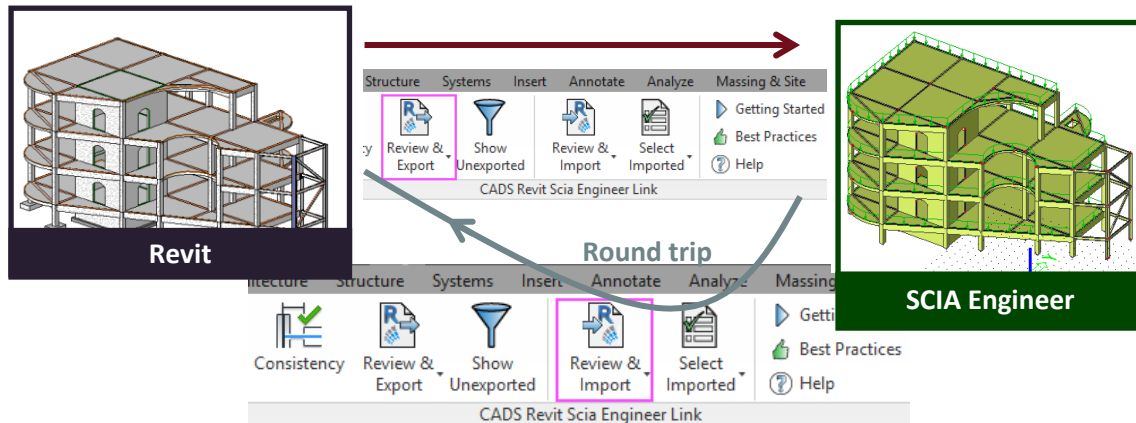 Structure Systems Insert Annotate Analyze Massing & Site
Review & Export
Show Unexported
Review & Import
Select Imported
Getting Started
Best Practices
Help
CADS Revit Scia Engineer Link
Revit
Round trip
SCIA Engineer
Structure Systems Insert Annotate Analyze Massing
Consistency
Review & Export
Show Unexported
Review & Import
Select Imported
Getti
Best Practices
Help
CADS Revit Scia Engineer Link